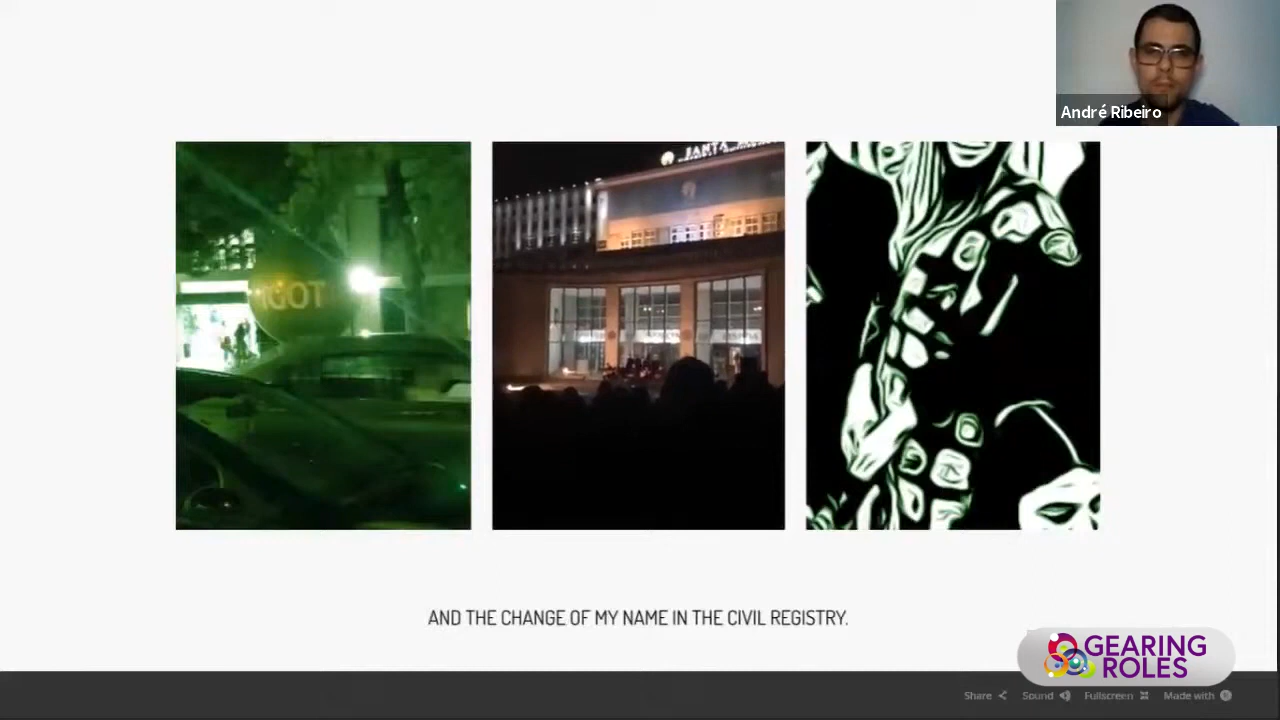 André Ribeiro
IGOT
AND THE CHANGE OF MY NAME IN THE CIVIL REGISTRY.
GEARING
ROLES
Share
Sound
Fullscreen
Made with